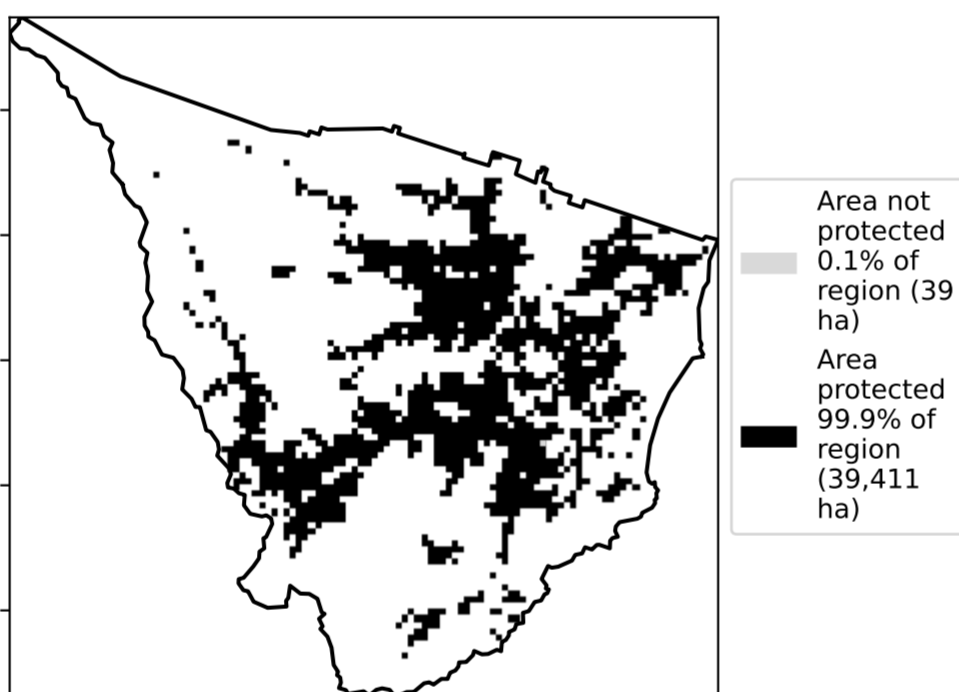 Area not
protected
0.1% of
region (39
ha)
Area
protected
99.9% of
region
(39,411
ha)